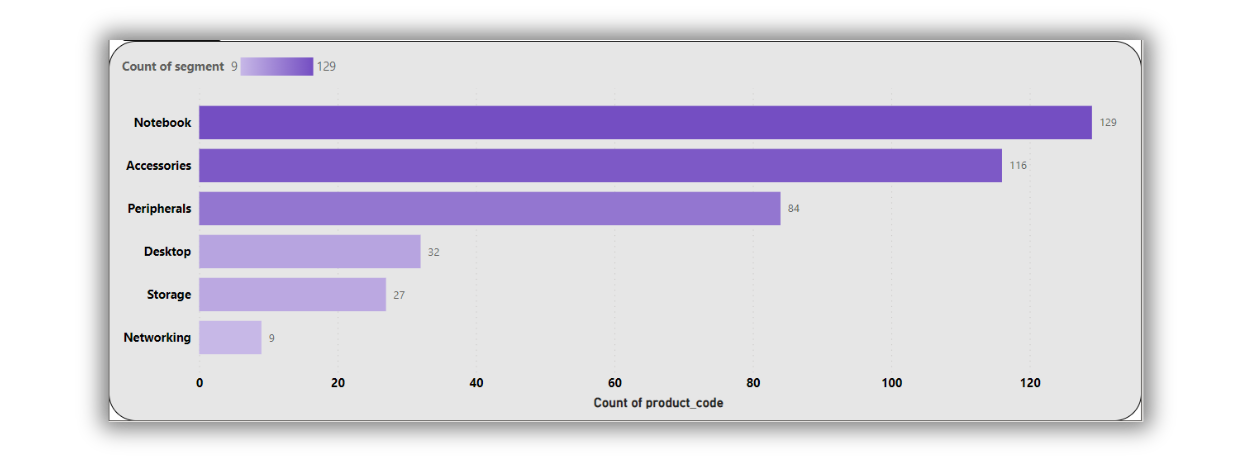 Count of segment 9 129
Notebook 129
Accessories 116
Peripherals 84
Desktop 32
Storage 27
Networking 9
0 20 40 60 80 100 120
Count of product_code